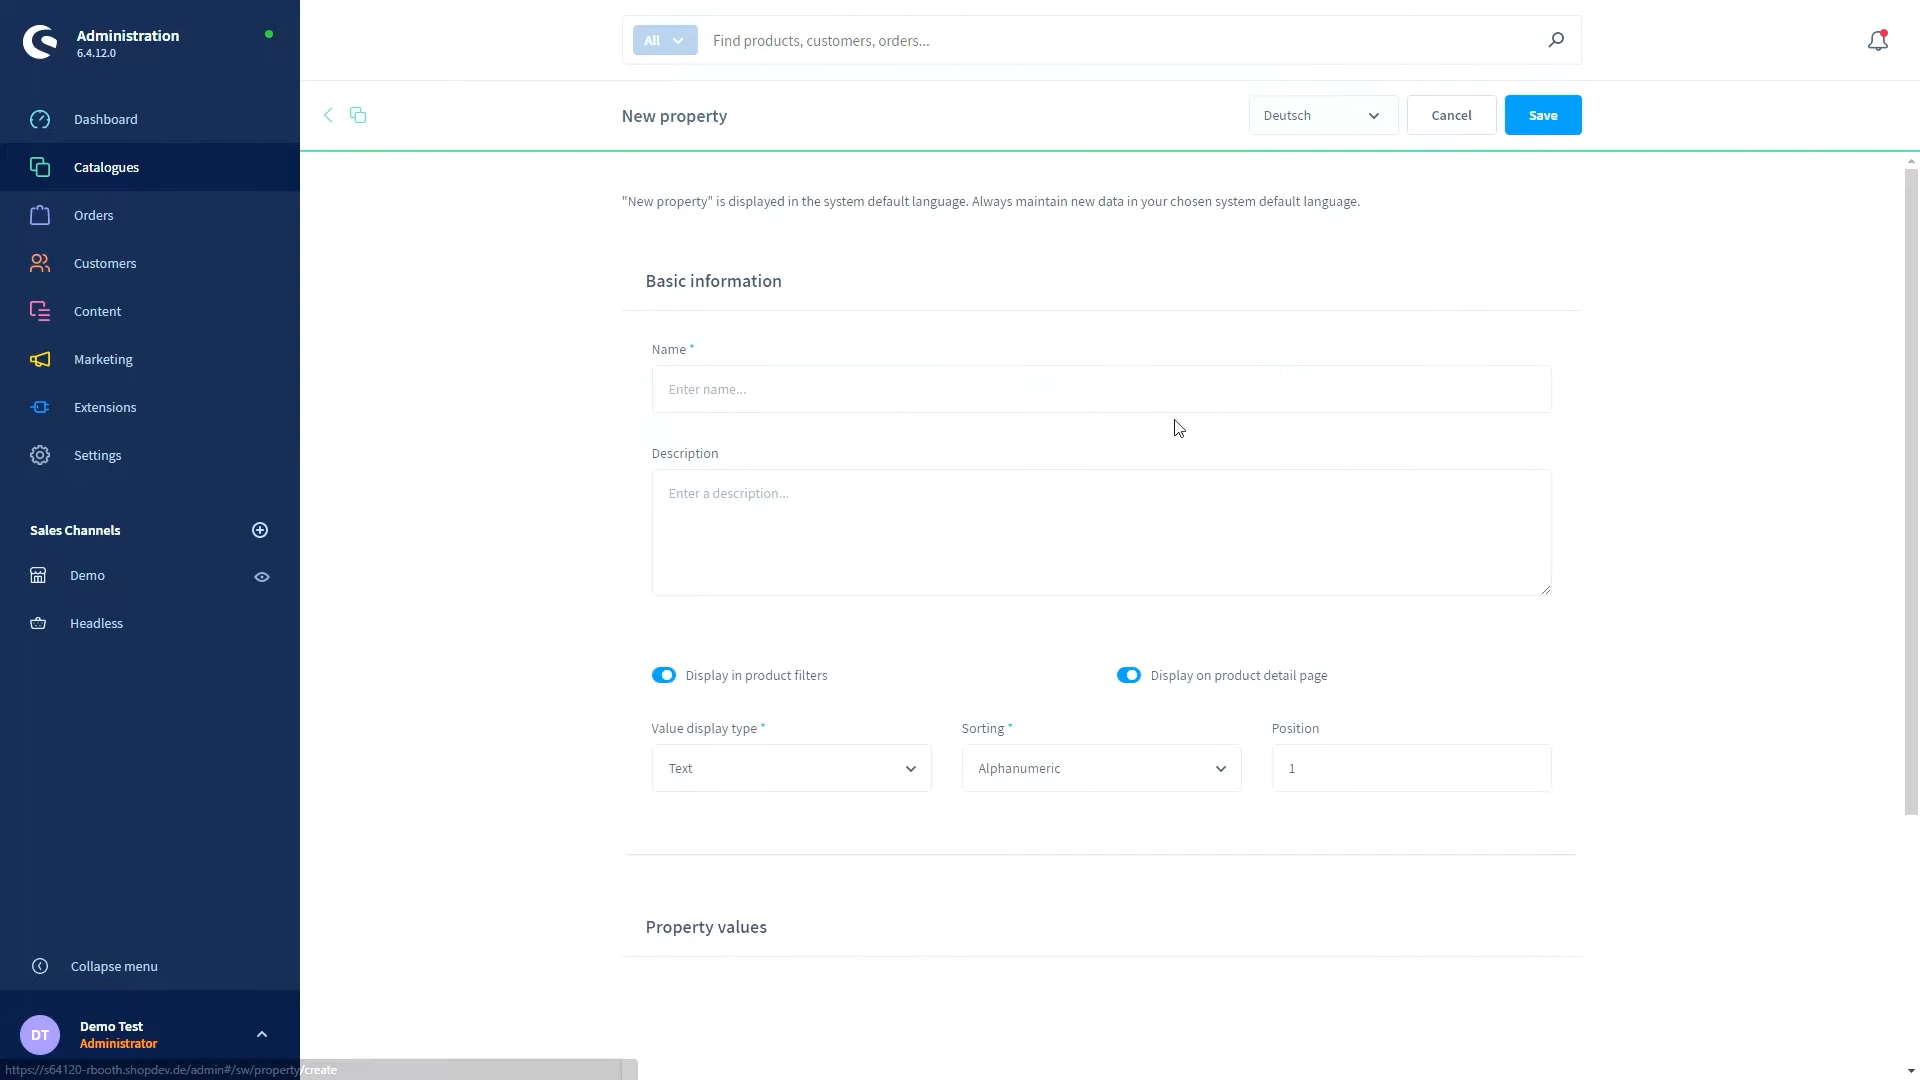 Administration
6.4.12.0
Dashboard
Catalogues
Orders
Customers
Content
Marketing
Extensions
Settings
Sales Channels
Demo
Headless
Collapse menu
DT
Demo Test
Administrator
https://s64120-rbooth.shopdev.de/admin#/sw/property/create
All
Find products, customers, orders...
New property
Deutsch
Cancel
Save
"New property" is displayed in the system default language. Always maintain new data in your chosen system default language.
Basic information
Name *
Enter name...
Description
Enter a description...
Display in product filters
Display on product detail page
Value display type *
Sorting *
Position
Text
Alphanumeric
1
Property values